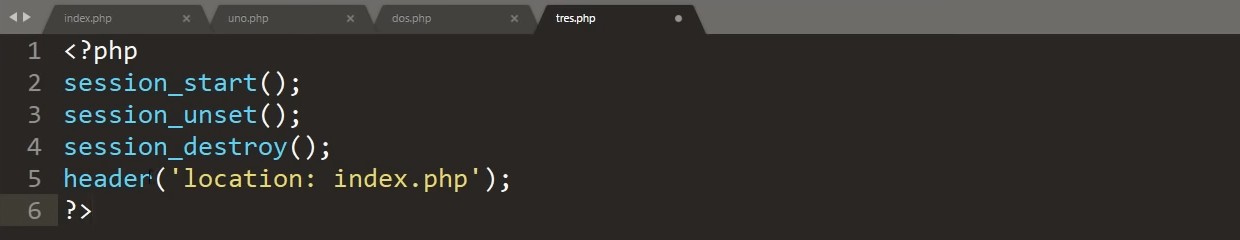 index.php uno.php dos.php tres.php
1 <?php
2 session_start();
3 session_unset();
4 session_destroy();
5 header('location: index.php');
6 ?>